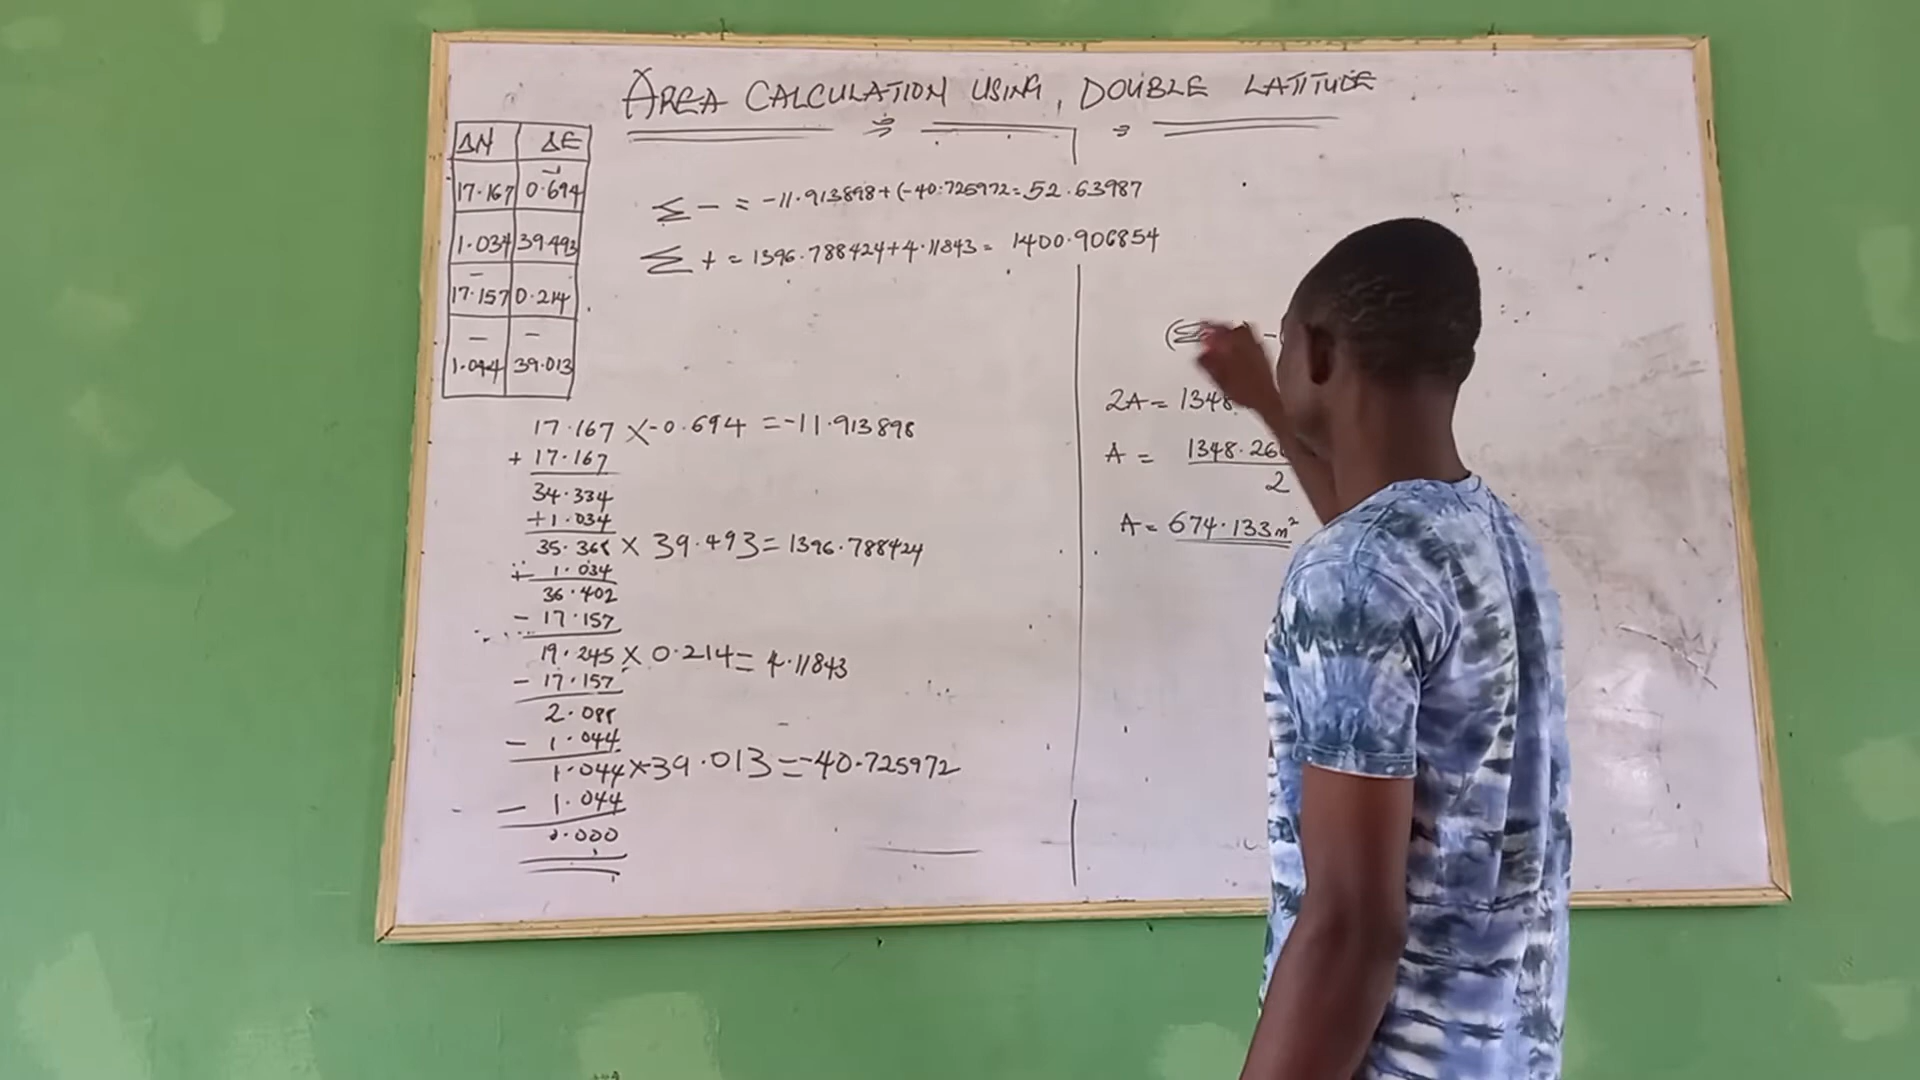 AREA CALCULATION USING DOUBLE LATITUDE
ΔN ΔE
17.167 -0.694
1.034 39.493
-17.157 0.214
-1.044 -39.013
Σ- = -11.913898+(-40.725972=52.63987
Σ+ = 1396.788424+4.11843= 1400.906854
17.167 X-0.694 =-11.913898
+ 17.167
34.334
+1.034
35.368 X 39.493=1396.788424
+ 1.034
36.402
- 17.157
19.245 X 0.214= 4.11843
- 17.157
2.088
- 1.044
1.044 X-39.013=-40.725972
- 1.044
0.000
(Σ
-
2A= 1348
A = 1348.26
2
A= 674.133m²